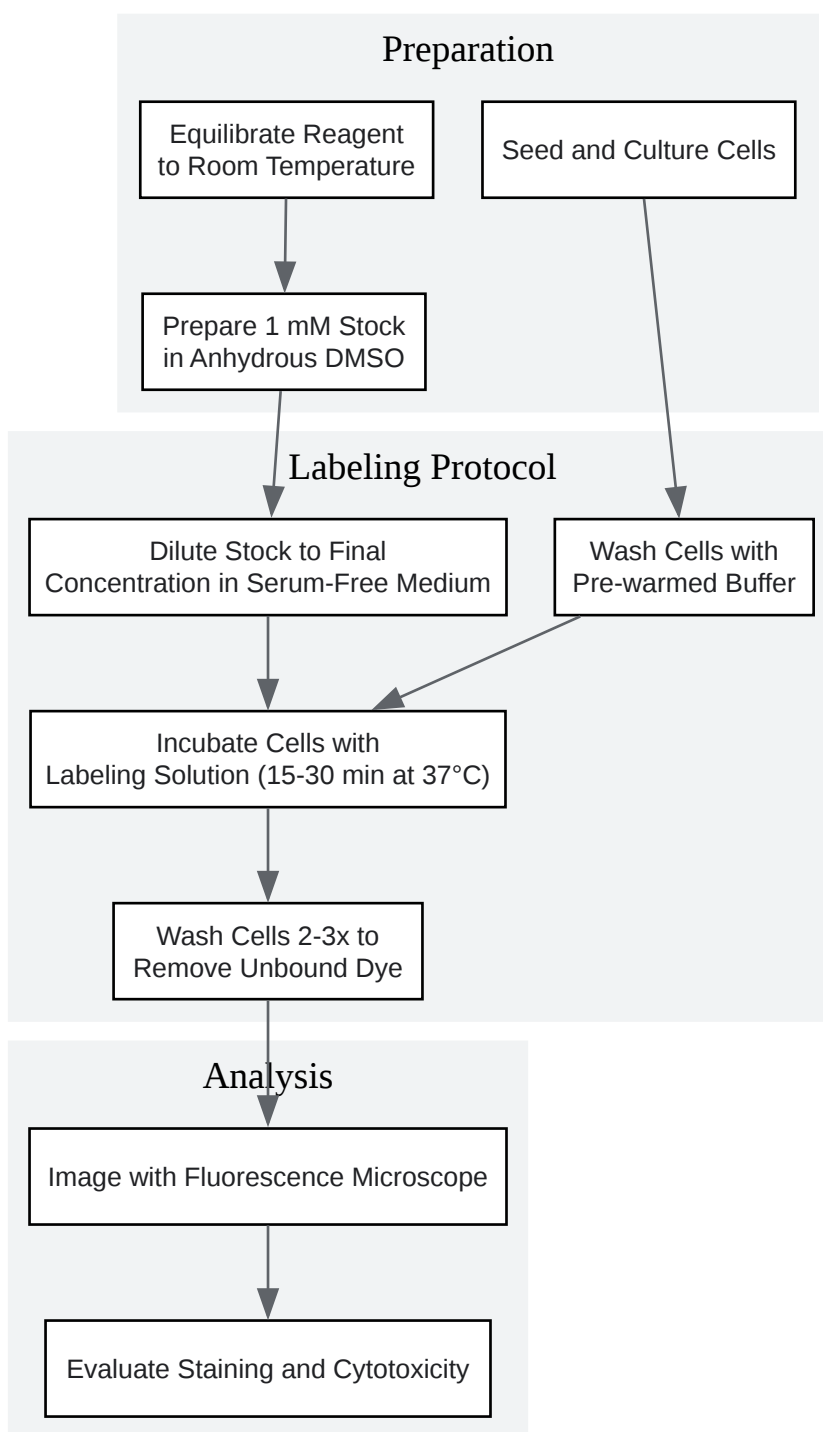 Preparation
Equilibrate Reagent
to Room Temperature
Seed and Culture Cells
Prepare 1 mM Stock
in Anhydrous DMSO
Labeling Protocol
Dilute Stock to Final
Concentration in Serum-Free Medium
Wash Cells with
Pre-warmed Buffer
Incubate Cells with
Labeling Solution (15-30 min at 37°C)
Wash Cells 2-3x to
Remove Unbound Dye
Analysis
Image with Fluorescence Microscope
Evaluate Staining and Cytotoxicity